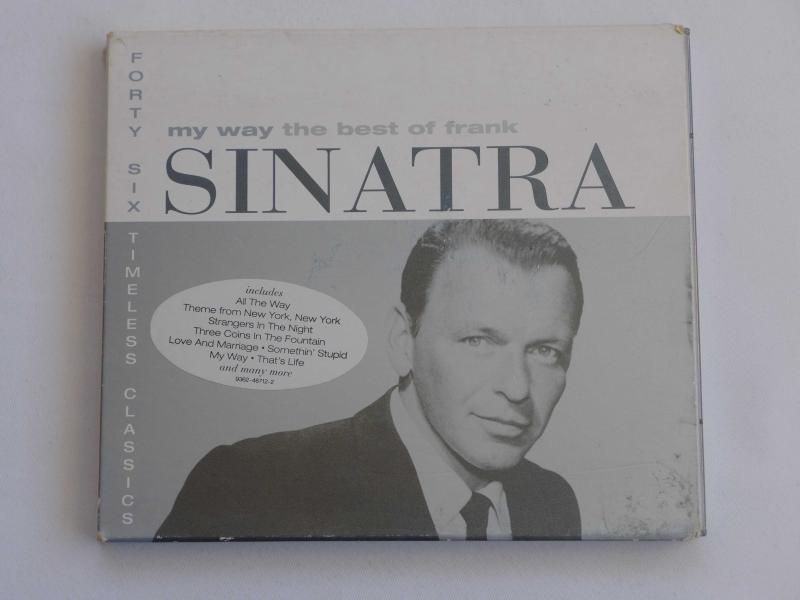 FORTY SIX TIMELESS CLASSICS
my way the best of frank
SINATRA
includes
All The Way
Theme from New York, New York
Strangers In The Night
Three Coins In The Fountain
Love And Marriage • Somethin' Stupid
My Way • That's Life
and many more
9362-46712-2